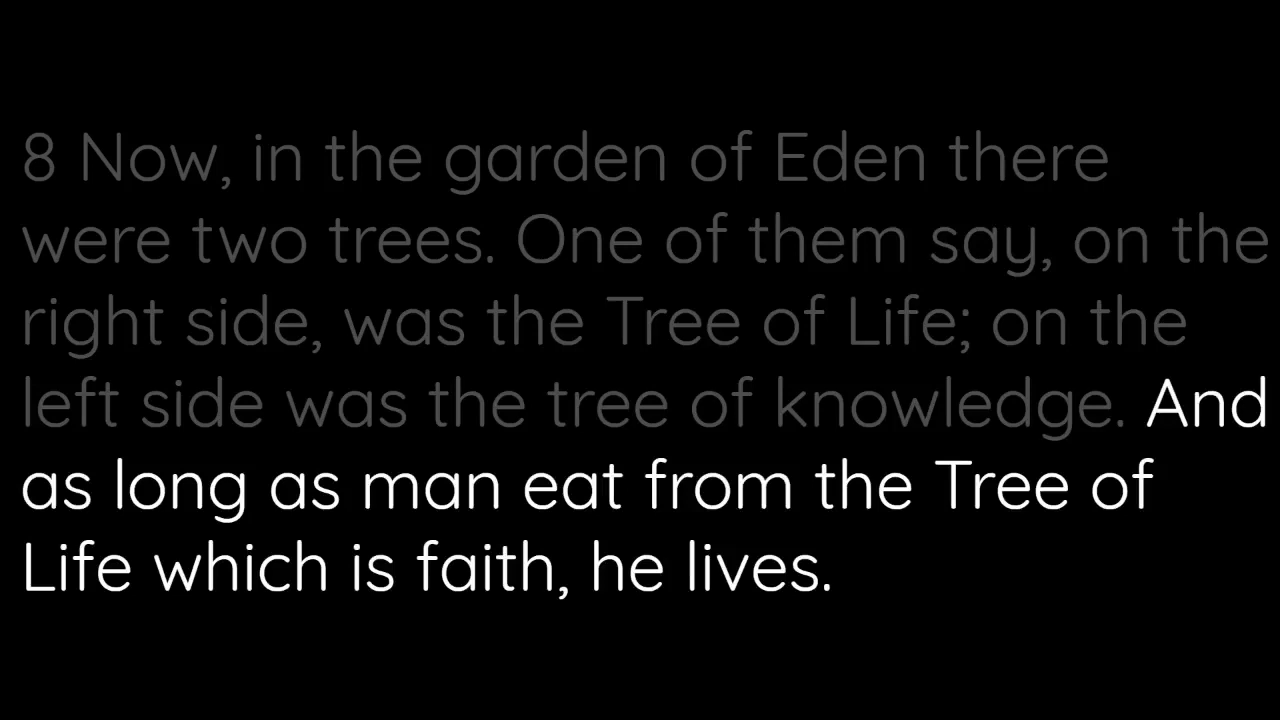 8 Now, in the garden of Eden there
were two trees. One of them say, on the
right side, was the Tree of Life; on the
left side was the tree of knowledge. And
as long as man eat from the Tree of
Life which is faith, he lives.